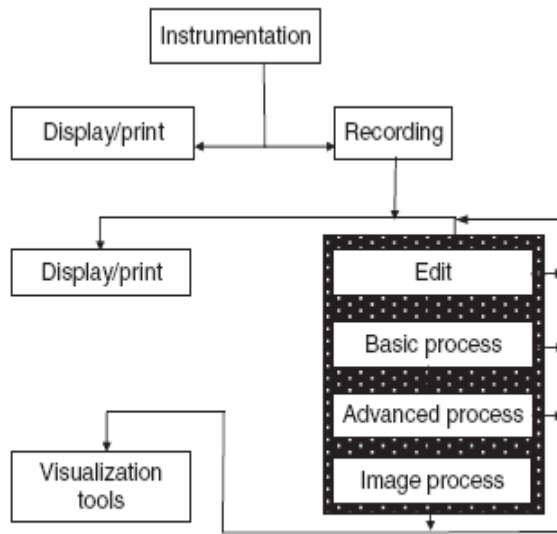 Instrumentation
Display/print
Recording
Display/print
Edit
Basic process
Advanced process
Visualization
tools
Image process